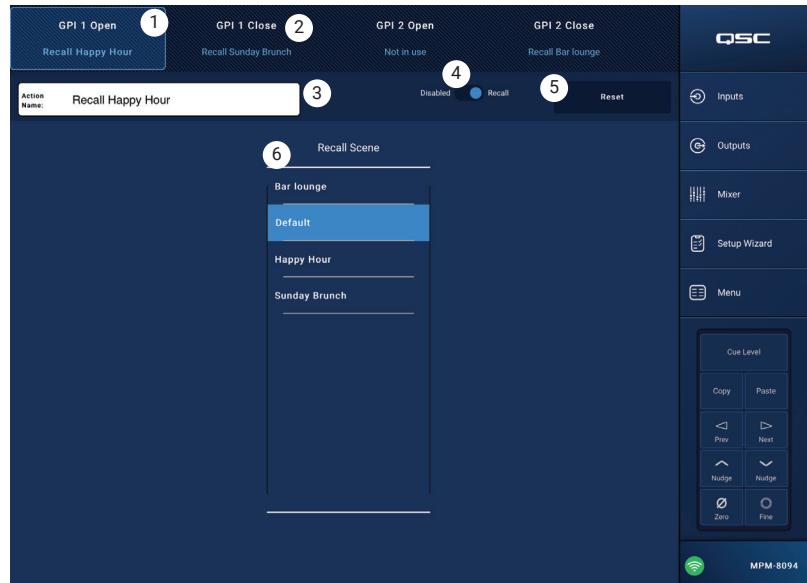 GPI 1 Open 1
Recall Happy Hour
GPI 1 Close 2
Recall Sunday Brunch
GPI 2 Open
Not in use
GPI 2 Close
Recall Bar lounge
QSC
Action Name:
Recall Happy Hour
3
4
Disabled Recall
5
Reset
6
Recall Scene
Bar lounge
Default
Happy Hour
Sunday Brunch
Inputs
Outputs
Mixer
Setup Wizard
Menu
Cue Level
Copy Paste
Prev Next
Nudge Nudge
Zero Fine
MPM-8094